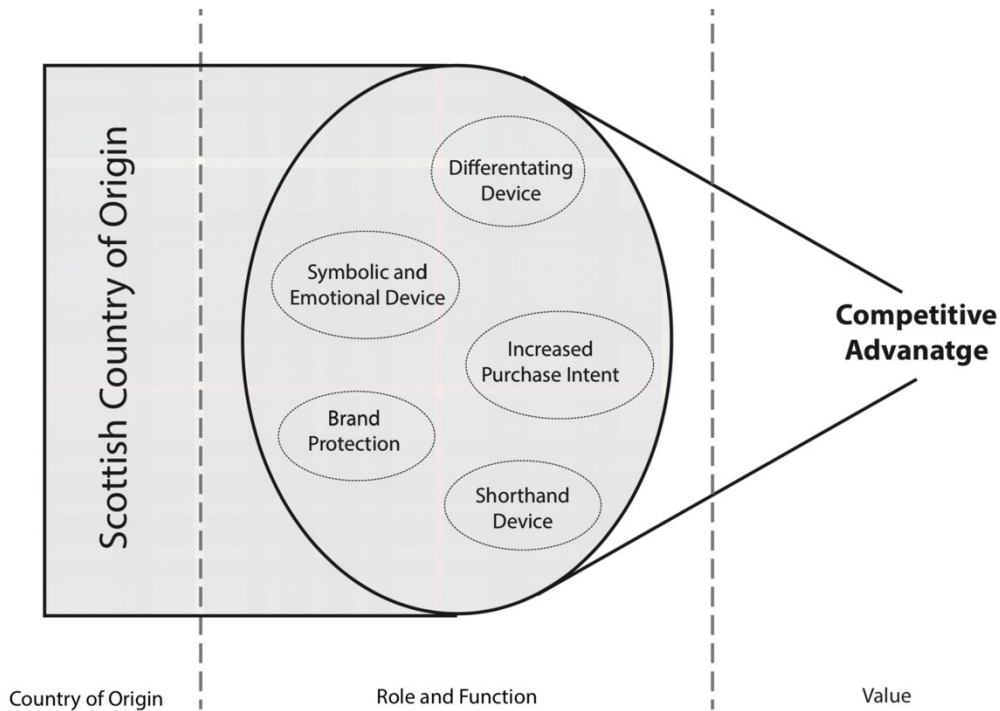 Scottish Country of Origin
Differentating
Device
Symbolic and
Emotional Device
Increased
Purchase Intent
Brand
Protection
Shorthand
Device
Competitive
Advanatge
Country of Origin
Role and Function
Value